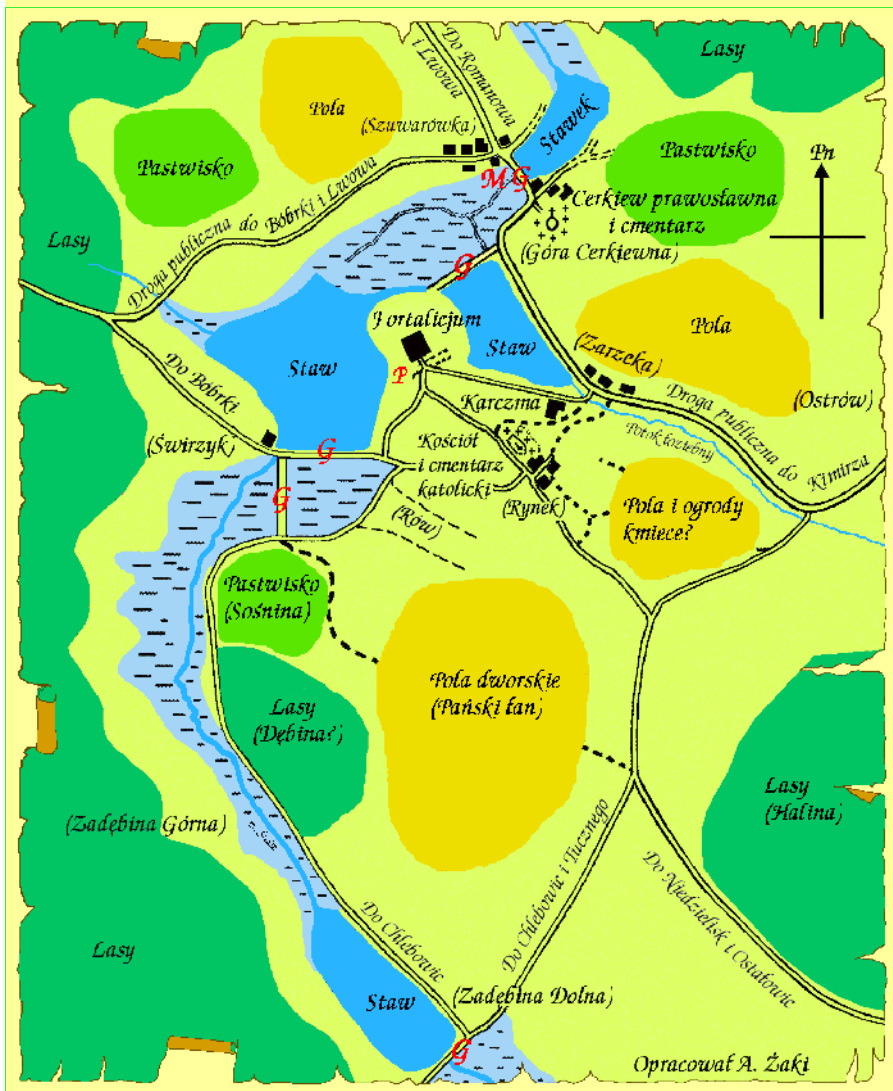 Lasy
Do Romanowa
i Lwowa
Pola
(Szuwarówka)
Stawek
Pastwisko
Pastwisko
Pn
M G
Cerkiew prawosławna
i cmentarz
(Góra Cerkiewna)
Lasy
Droga publiczna do Bóbrki i Lwowa
G
Fortalicjum
Pola
Staw
Staw
(Zarzeka)
P
Do Bóbrki
Karczma
Droga publiczna do Kimirza
(Ostrów)
(Świrzyk)
G
Kościół
i cmentarz
katolicki
G
(Rynek)
(Rów)
Pola i ogrody
kmiece?
Pastwisko
(Sośnina)
Pola dworskie
(Pański łan)
Lasy
(Dębina?)
Lasy
(Halina)
(Zadębina Górna)
Do Chlebowic i Tucznego
Do Niedzielisk i Ostałowic
Do Chlebowic
Lasy
Staw
(Zadębina Dolna)
G
Opracował A. Żaki